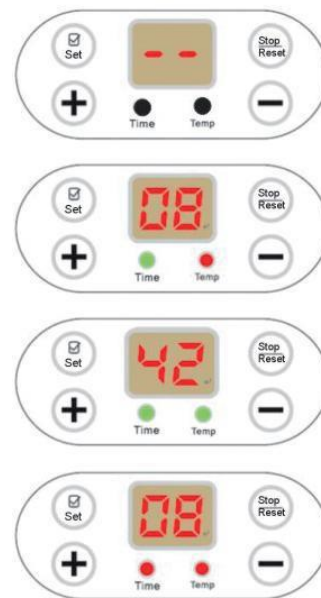 Set
--
Stop
Reset
+
Time
Temp
−
Set
08
Stop
Reset
+
Time
Temp
−
Set
42
Stop
Reset
+
Time
Temp
−
Set
08
Stop
Reset
+
Time
Temp
−